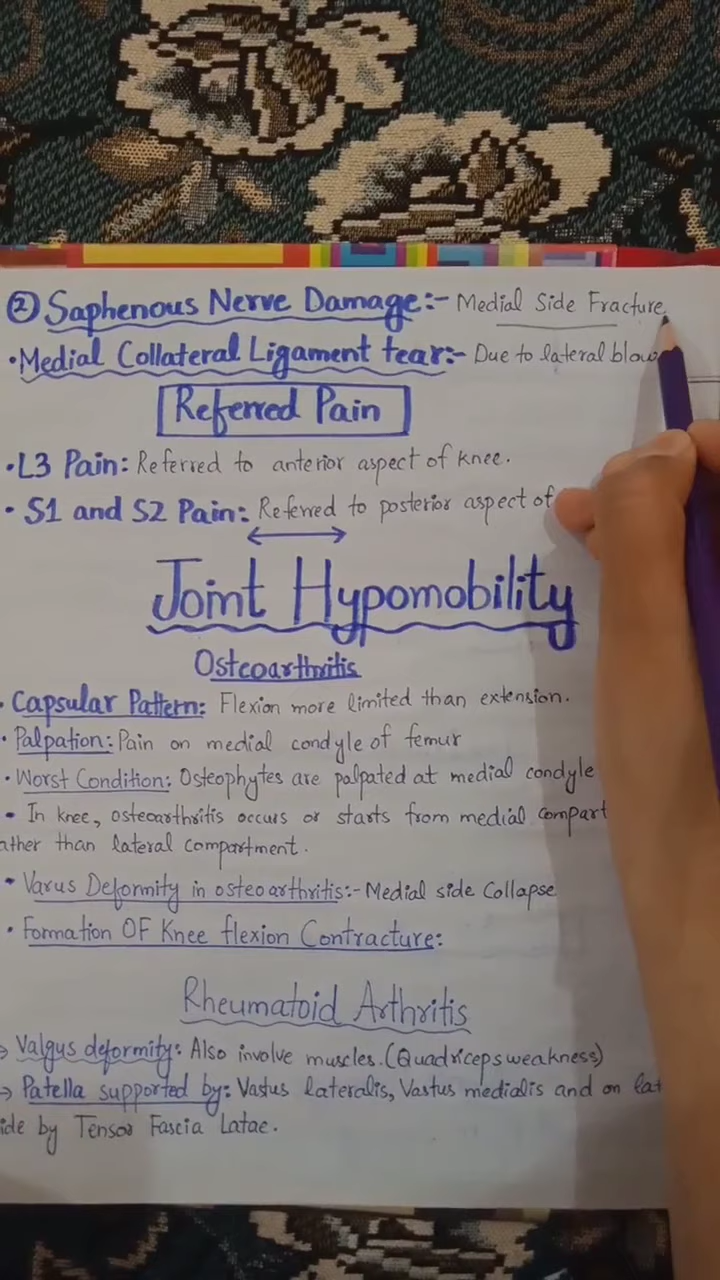 ② Saphenous Nerve Damage:- Medial Side Fracture
• Medial Collateral Ligament tear:- Due to lateral blow
Referred Pain
• L3 Pain: Referred to anterior aspect of knee.
• S1 and S2 Pain: Referred to posterior aspect of
Joint Hypomobility
Osteoarthritis
• Capsular Pattern: Flexion more limited than extension.
• Palpation: Pain on medial condyle of femur
• Worst Condition: Osteophytes are palpated at medial condyle
• In knee, osteoarthritis occurs or starts from medial compart
ather than lateral compartment.
• Varus Deformity in osteoarthritis:- Medial side Collapse
• Formation OF Knee flexion Contracture:
Rheumatoid Arthritis
→ Valgus deformity: Also involve muscles. (Quadriceps weakness)
→ Patella supported by: Vastus lateralis, Vastus medialis and on lat
ide by Tensor Fascia Latae.